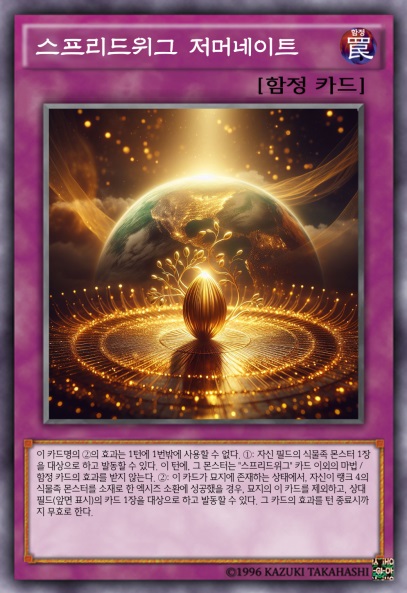 스프리드위그 저머네이트
함정
罠
[함정 카드]
이 카드명의 ②의 효과는 1턴에 1번밖에 사용할 수 없다. ①: 자신 필드의 식물족 몬스터 1장
을 대상으로 하고 발동할 수 있다. 이 턴에, 그 몬스터는 "스프리드위그" 카드 이외의 마법 /
함정 카드의 효과를 받지 않는다. ②: 이 카드가 묘지에 존재하는 상태에서, 자신이 랭크 4의
식물족 몬스터를 소재로 한 엑시즈 소환에 성공했을 경우, 묘지의 이 카드를 제외하고, 상대
필드(앞면 표시)의 카드 1장을 대상으로 하고 발동할 수 있다. 그 카드의 효과를 턴 종료시까
지 무효로 한다.
©1996 KAZUKI TAKAHASHI